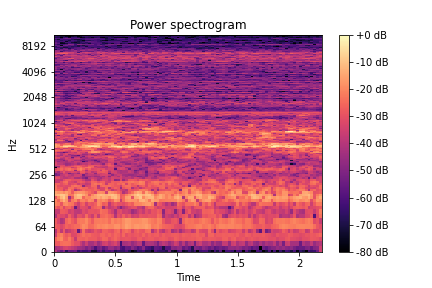 Power spectrogram
Hz
8192
4096
2048
1024
512
256
128
64
0
0
0.5
1
1.5
2
Time
+0 dB
-10 dB
-20 dB
-30 dB
-40 dB
-50 dB
-60 dB
-70 dB
-80 dB